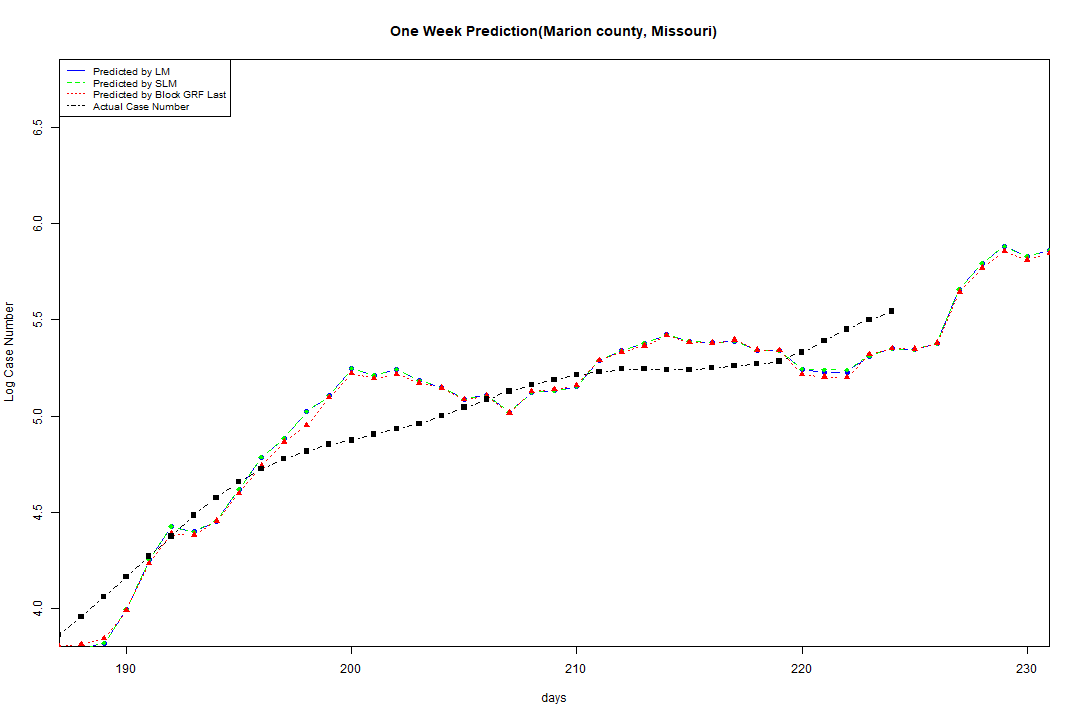 One Week Prediction(Marion county, Missouri)
Predicted by LM
Predicted by SLM
Predicted by Block GRF Last
Actual Case Number
Log Case Number
6.5
6.0
5.5
5.0
4.5
4.0
190 200 210 220 230
days